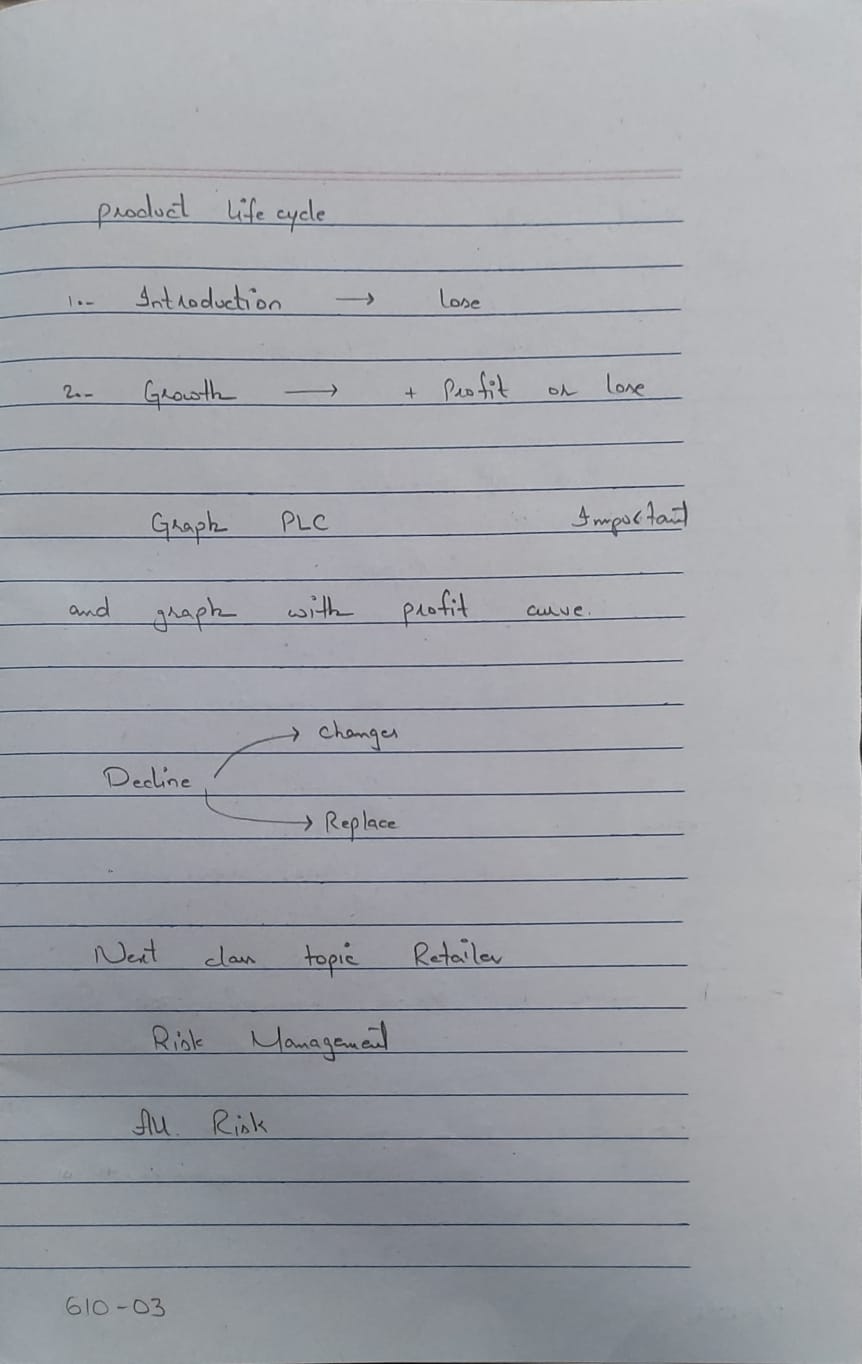 Product life cycle
1.- Introduction → lose
2.- Growth → + Profit or lose
Graph PLC Important
and graph with profit curve.
Decline → Changes
→ Replace
Next class topic Retailer
Risk Management
All Risk
610-03